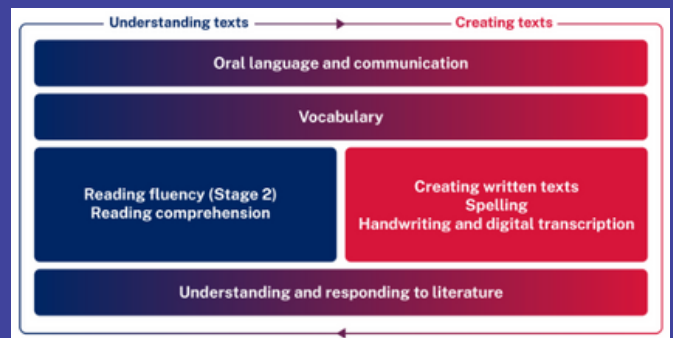 Understanding texts
Creating texts
Oral language and communication
Vocabulary
Reading fluency (Stage 2)
Reading comprehension
Creating written texts
Spelling
Handwriting and digital transcription
Understanding and responding to literature